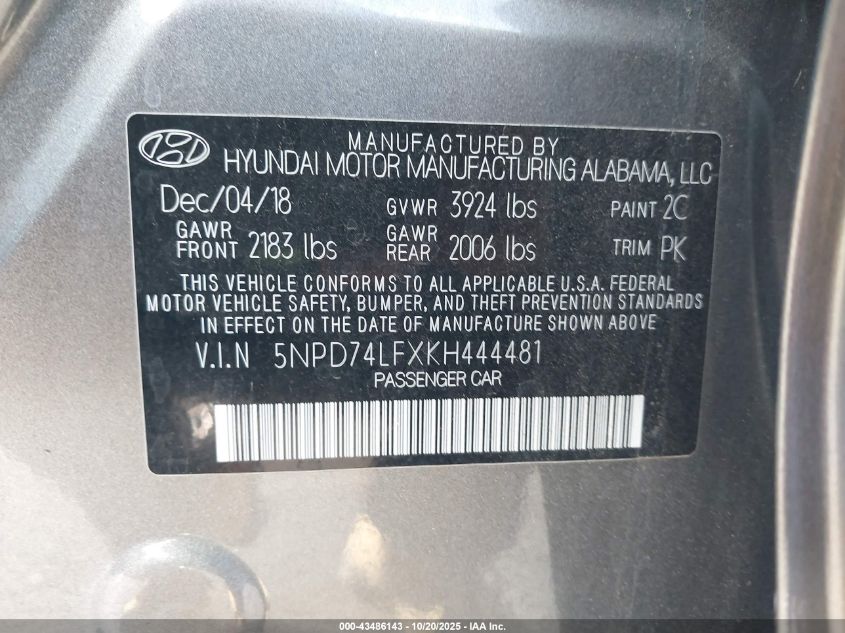 MANUFACTURED BY
HYUNDAI MOTOR MANUFACTURING ALABAMA, LLC
Dec/04/18 GVWR 3924 lbs PAINT 2C
GAWR FRONT 2183 lbs GAWR REAR 2006 lbs TRIM PK
THIS VEHICLE CONFORMS TO ALL APPLICABLE U.S.A. FEDERAL
MOTOR VEHICLE SAFETY, BUMPER, AND THEFT PREVENTION STANDARDS
IN EFFECT ON THE DATE OF MANUFACTURE SHOWN ABOVE
V.I.N 5NPD74LFXKH444481
PASSENGER CAR
000-43486143 - 10/20/2025 - IAA Inc.